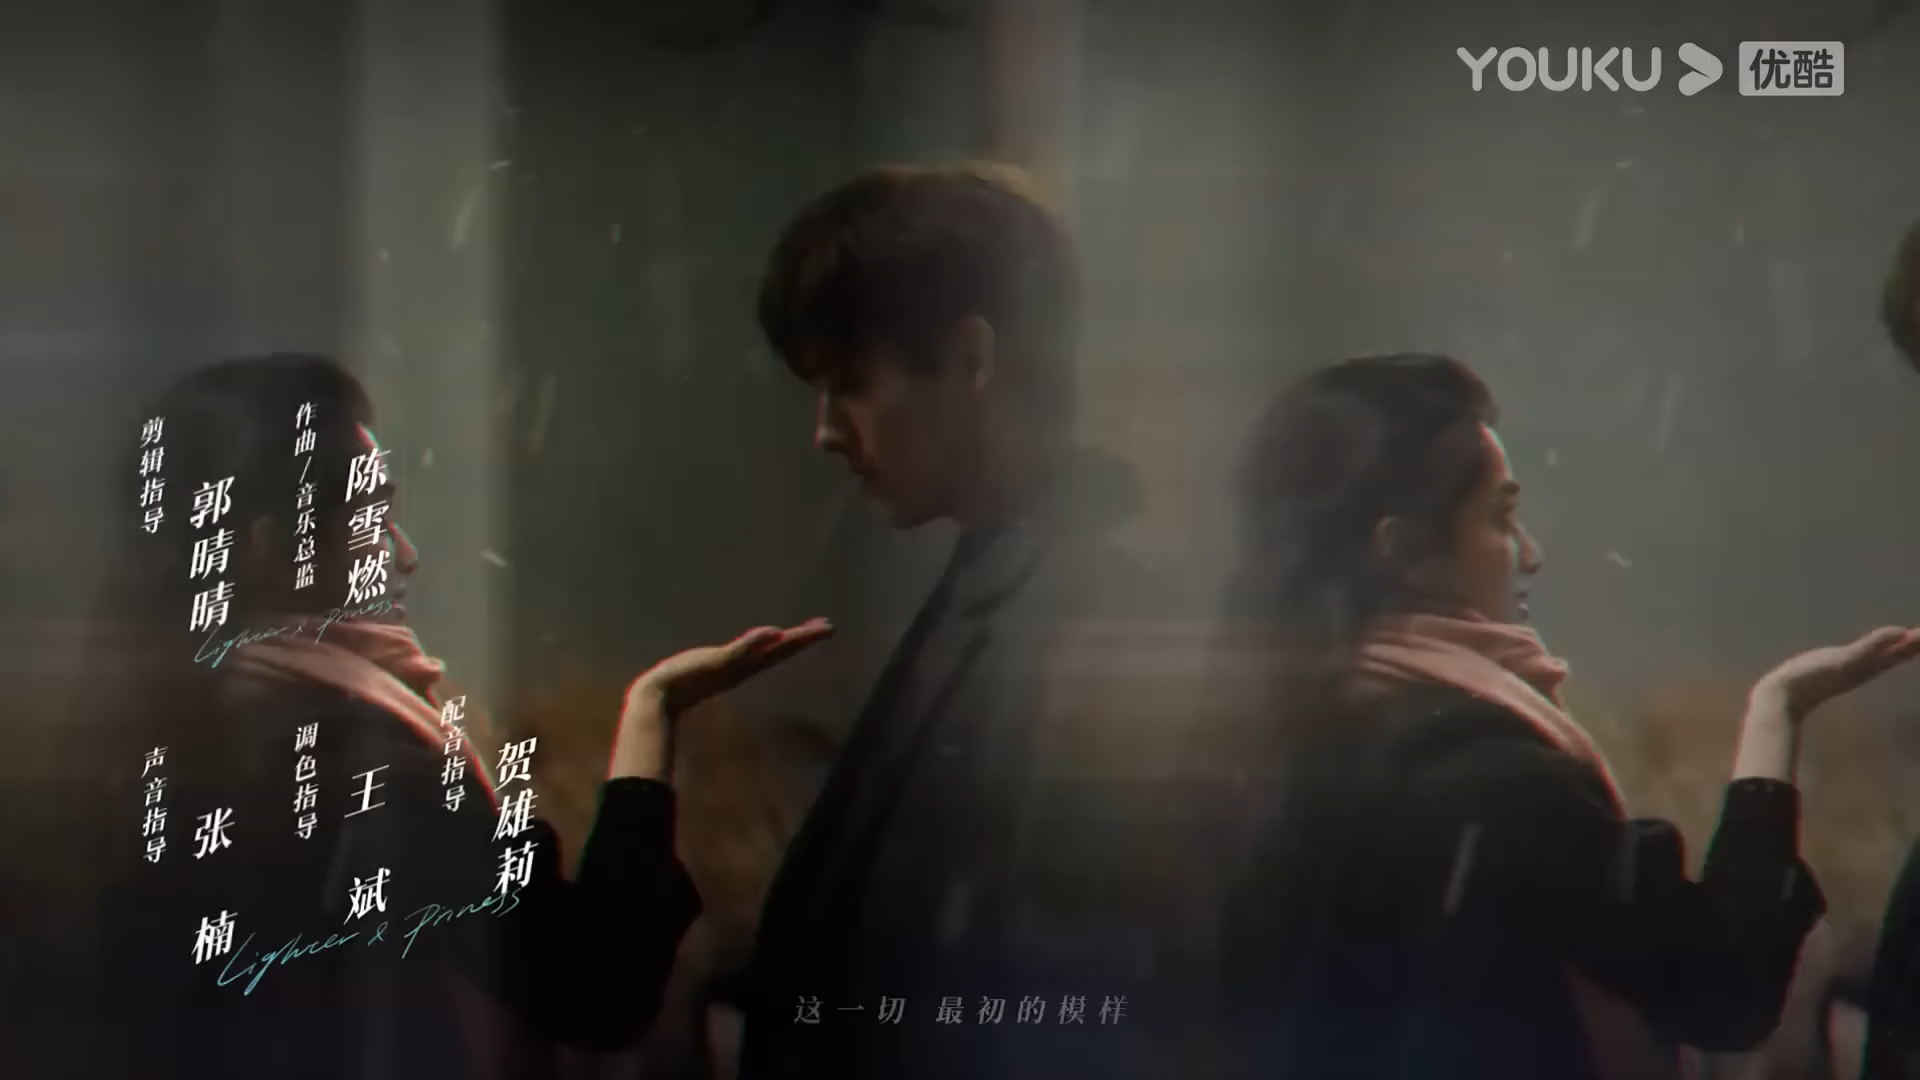 YOUKU 优酷
剪辑指导
郭晴晴
作曲/音乐总监
陈雪燃
Lighter & Princess
声音指导
张楠
调色指导
王斌
配音指导
贺雄莉
Lighter & Princess
这一切 最初的模样